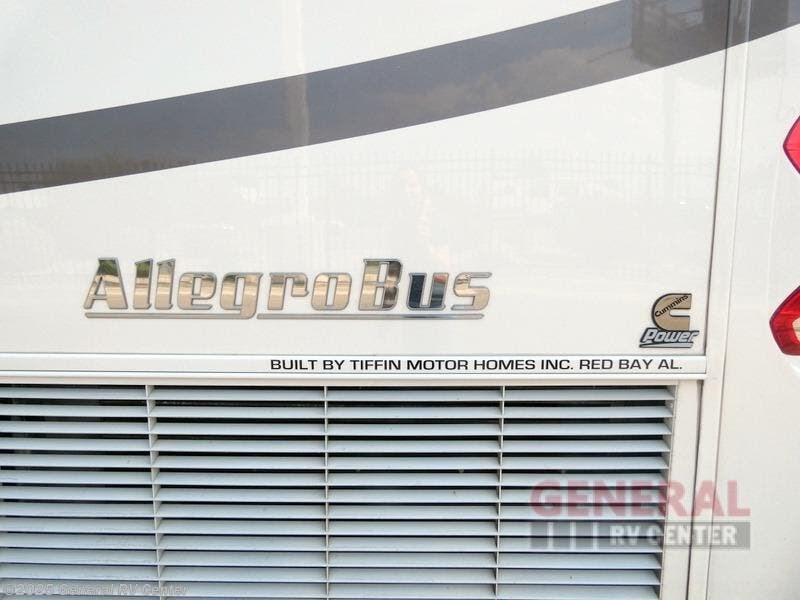 AllegroBus
Cummins
Power
BUILT BY TIFFIN MOTOR HOMES INC. RED BAY AL.
GENERAL
RV CENTER
©2025 General RV Center